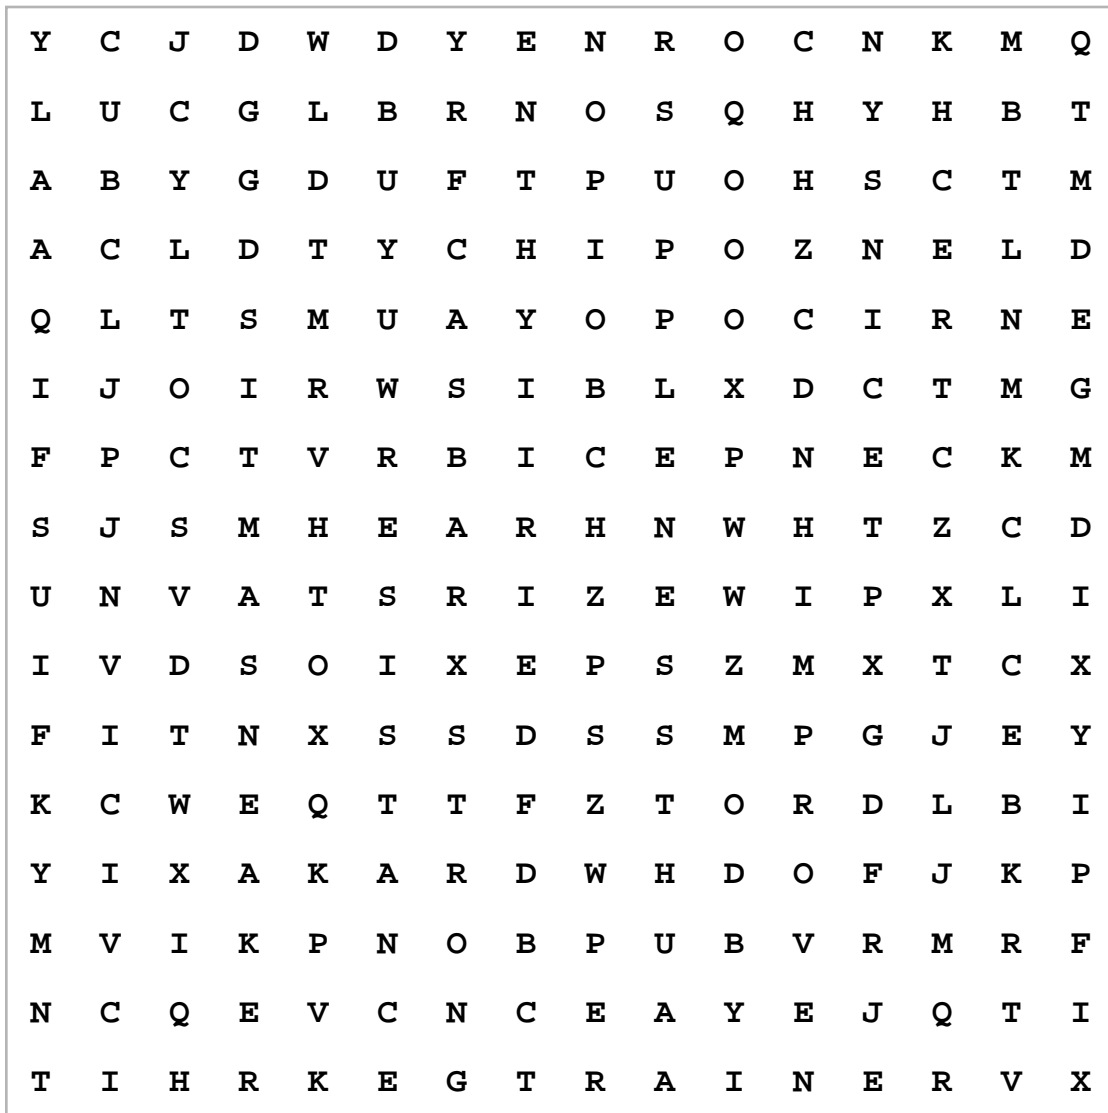 Y C J D W D Y E N R O C N K M Q
L U C G L B R N O S Q H Y H B T
A B Y G D U F T P U O H S C T M
A C L D T Y C H I P O Z N E L D
Q L T S M U A Y O P O C I R N E
I J O I R W S I B L X D C T M G
F P C T V R B I C E P N E C K M
S J S M H E A R H N W H T Z C D
U N V A T S R I Z E W I P X L I
I V D S O I X E P S Z M X T C X
F I T N X S S D S S M P G J E Y
K C W E Q T T F Z T O R D L B I
Y I X A K A R D W H D O F J K P
M V I K P N O B P U B V R M R F
N C Q E V C N C E A Y E J Q T I
T I H R K E G T R A I N E R V X